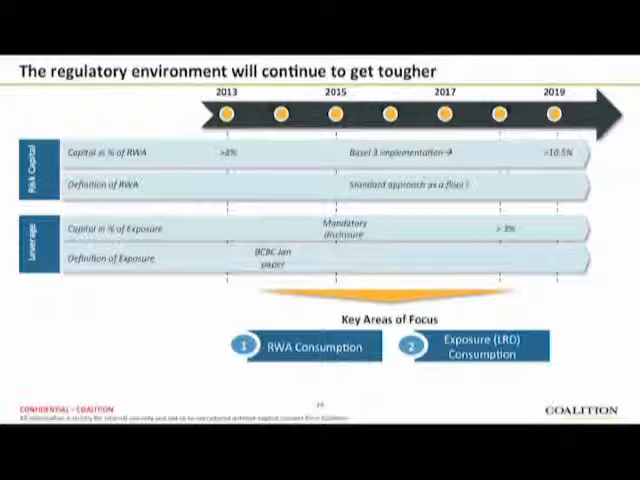 The regulatory environment will continue to get tougher
2013 2015 2017 2019
Risk Capital
Capital in % of RWA >8% Basel 3 implementation→ >10.5%
Definition of RWA Standard approach as a floor?
Leverage
Capital in % of Exposure Mandatory disclosure > 3%
Definition of Exposure BCBC Jan paper
Key Areas of Focus
1 RWA Consumption
2 Exposure (LRD)
Consumption
CONFIDENTIAL – COALITION
COALITION